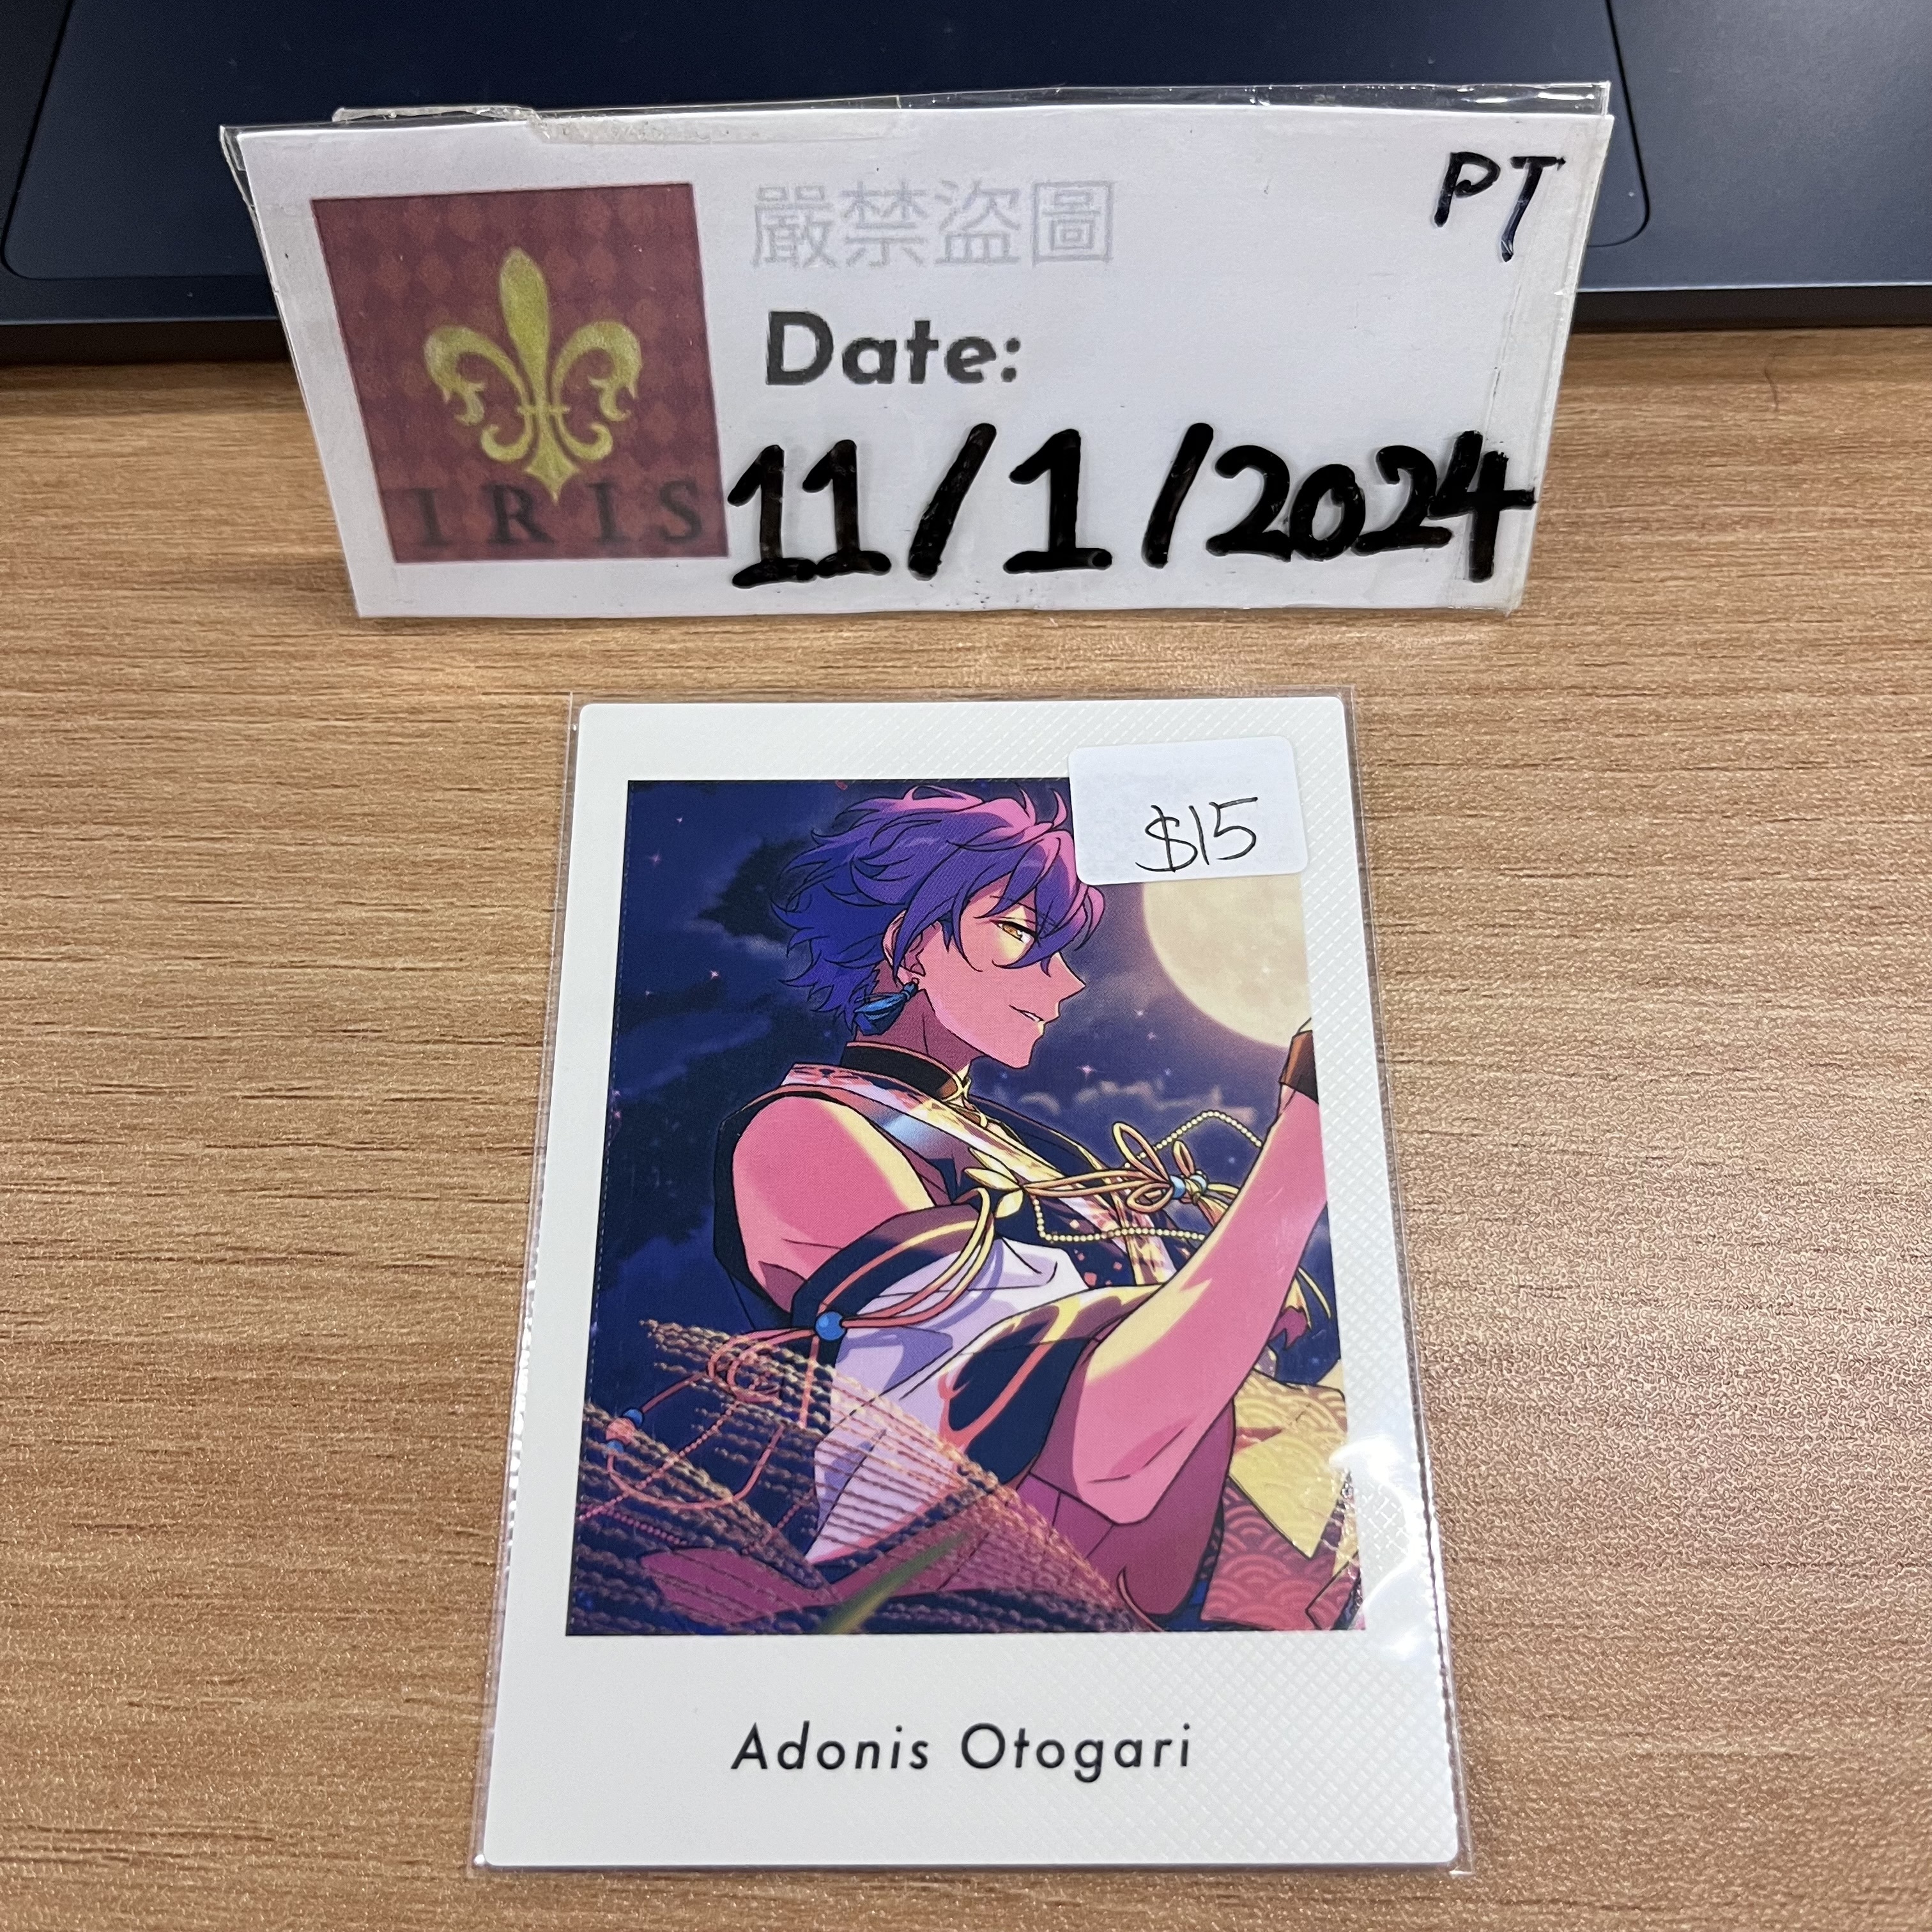 嚴禁盜圖
PT
Date:
11/1/2024
IRIS
$15
Adonis Otogari